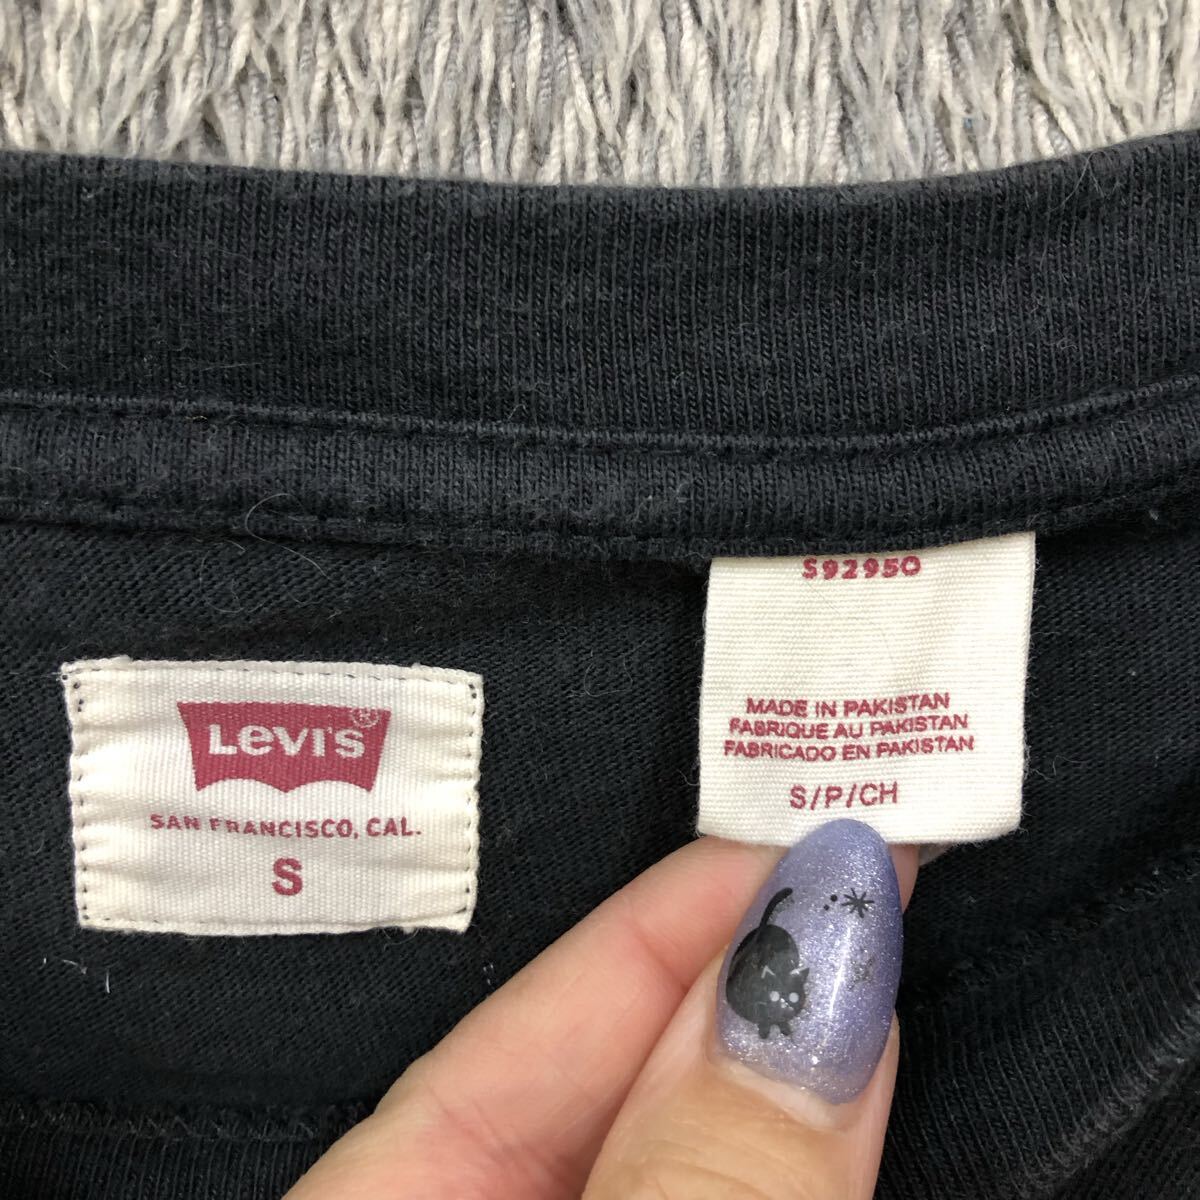 Levi's®
SAN FRANCISCO, CAL.
S
S92950
MADE IN PAKISTAN
FABRIQUE AU PAKISTAN
FABRICADO EN PAKISTAN
S/P/CH